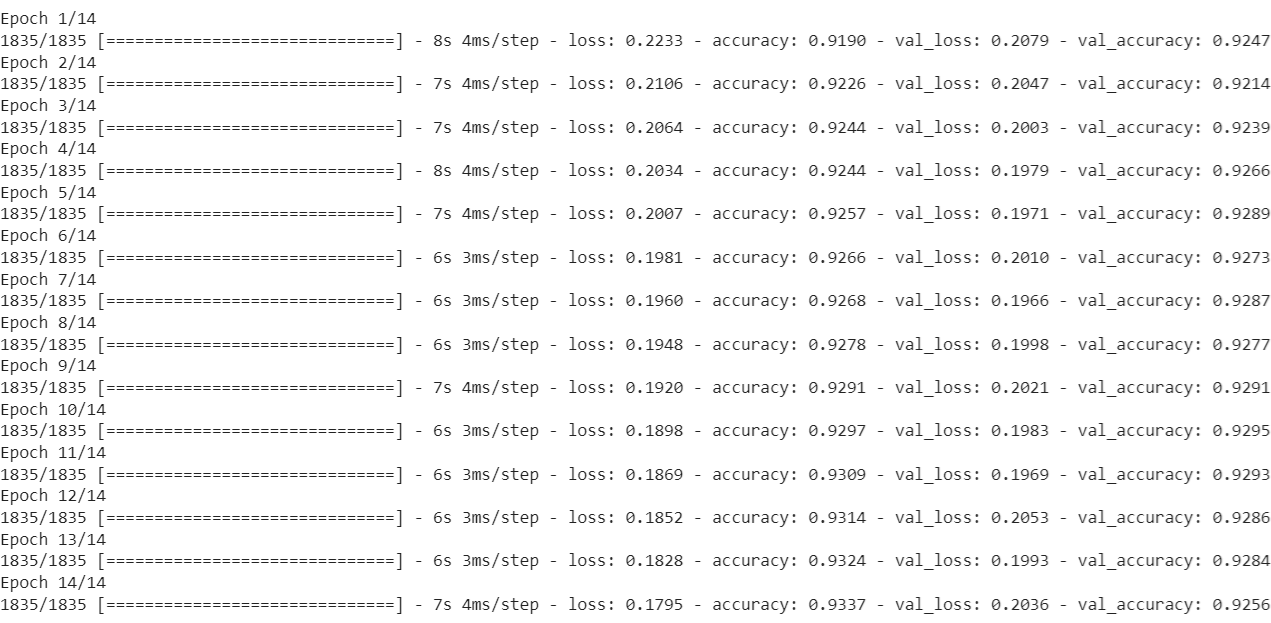 Epoch 1/14
1835/1835 [==============================] - 8s 4ms/step - loss: 0.2233 - accuracy: 0.9190 - val_loss: 0.2079 - val_accuracy: 0.9247
Epoch 2/14
1835/1835 [==============================] - 7s 4ms/step - loss: 0.2106 - accuracy: 0.9226 - val_loss: 0.2047 - val_accuracy: 0.9214
Epoch 3/14
1835/1835 [==============================] - 7s 4ms/step - loss: 0.2064 - accuracy: 0.9244 - val_loss: 0.2003 - val_accuracy: 0.9239
Epoch 4/14
1835/1835 [==============================] - 8s 4ms/step - loss: 0.2034 - accuracy: 0.9244 - val_loss: 0.1979 - val_accuracy: 0.9266
Epoch 5/14
1835/1835 [==============================] - 7s 4ms/step - loss: 0.2007 - accuracy: 0.9257 - val_loss: 0.1971 - val_accuracy: 0.9289
Epoch 6/14
1835/1835 [==============================] - 6s 3ms/step - loss: 0.1981 - accuracy: 0.9266 - val_loss: 0.2010 - val_accuracy: 0.9273
Epoch 7/14
1835/1835 [==============================] - 6s 3ms/step - loss: 0.1960 - accuracy: 0.9268 - val_loss: 0.1966 - val_accuracy: 0.9287
Epoch 8/14
1835/1835 [==============================] - 6s 3ms/step - loss: 0.1948 - accuracy: 0.9278 - val_loss: 0.1998 - val_accuracy: 0.9277
Epoch 9/14
1835/1835 [==============================] - 7s 4ms/step - loss: 0.1920 - accuracy: 0.9291 - val_loss: 0.2021 - val_accuracy: 0.9291
Epoch 10/14
1835/1835 [==============================] - 6s 3ms/step - loss: 0.1898 - accuracy: 0.9297 - val_loss: 0.1983 - val_accuracy: 0.9295
Epoch 11/14
1835/1835 [==============================] - 6s 3ms/step - loss: 0.1869 - accuracy: 0.9309 - val_loss: 0.1969 - val_accuracy: 0.9293
Epoch 12/14
1835/1835 [==============================] - 6s 3ms/step - loss: 0.1852 - accuracy: 0.9314 - val_loss: 0.2053 - val_accuracy: 0.9286
Epoch 13/14
1835/1835 [==============================] - 6s 3ms/step - loss: 0.1828 - accuracy: 0.9324 - val_loss: 0.1993 - val_accuracy: 0.9284
Epoch 14/14
1835/1835 [==============================] - 7s 4ms/step - loss: 0.1795 - accuracy: 0.9337 - val_loss: 0.2036 - val_accuracy: 0.9256